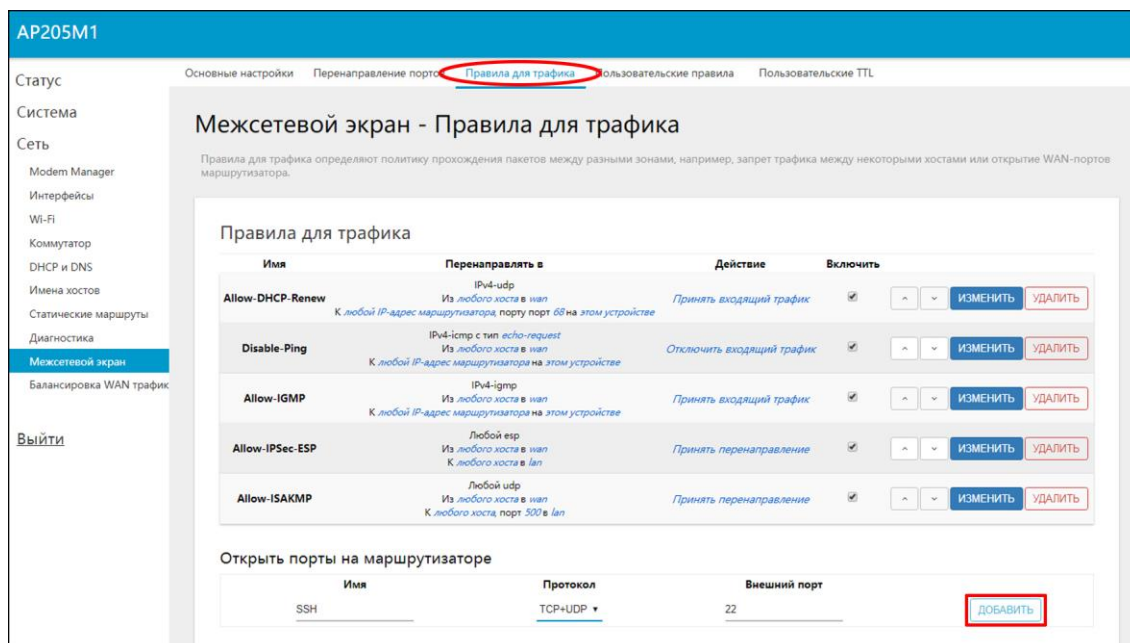 AP205M1
Основные настройки Перенаправление портов Правила для трафика Пользовательские правила Пользовательские TTL
Статус
Система
Сеть
Modem Manager
Интерфейсы
Wi-Fi
Коммутатор
DHCP и DNS
Имена хостов
Статические маршруты
Диагностика
Межсетевой экран
Балансировка WAN трафик
Выйти
Межсетевой экран - Правила для трафика
Правила для трафика определяют политику прохождения пакетов между разными зонами, например, запрет трафика между некоторыми хостами или открытие WAN-портов
маршрутизатора.
Правила для трафика
Имя Перенаправлять в Действие Включить
IPv4-udp
Allow-DHCP-Renew Из любого хоста в wan Принять входящий трафик ИЗМЕНИТЬ УДАЛИТЬ
К любой IP-адрес маршрутизатора, порту порт 68 на этом устройстве
IPv4-icmp с тип echo-request
Disable-Ping Из любого хоста в wan Отключить входящий трафик ИЗМЕНИТЬ УДАЛИТЬ
К любой IP-адрес маршрутизатора на этом устройстве
IPv4-igmp
Allow-IGMP Из любого хоста в wan Принять входящий трафик ИЗМЕНИТЬ УДАЛИТЬ
К любой IP-адрес маршрутизатора на этом устройстве
Любой esp
Allow-IPSec-ESP Из любого хоста в wan Принять перенаправление ИЗМЕНИТЬ УДАЛИТЬ
К любого хоста в lan
Любой udp
Allow-ISAKMP Из любого хоста в wan Принять перенаправление ИЗМЕНИТЬ УДАЛИТЬ
К любого хоста, порт 500 в lan
Открыть порты на маршрутизаторе
Имя Протокол Внешний порт
SSH TCP+UDP 22 ДОБАВИТЬ